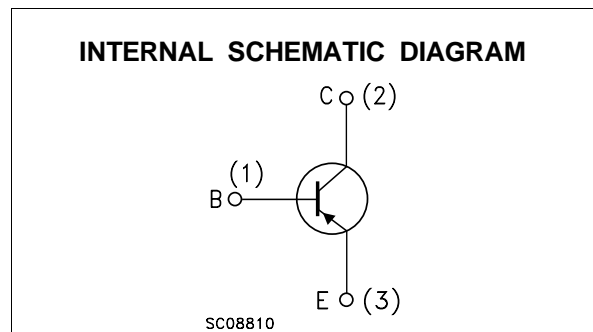 INTERNAL SCHEMATIC DIAGRAM
C (2)
(1)
B
E (3)
SC08810